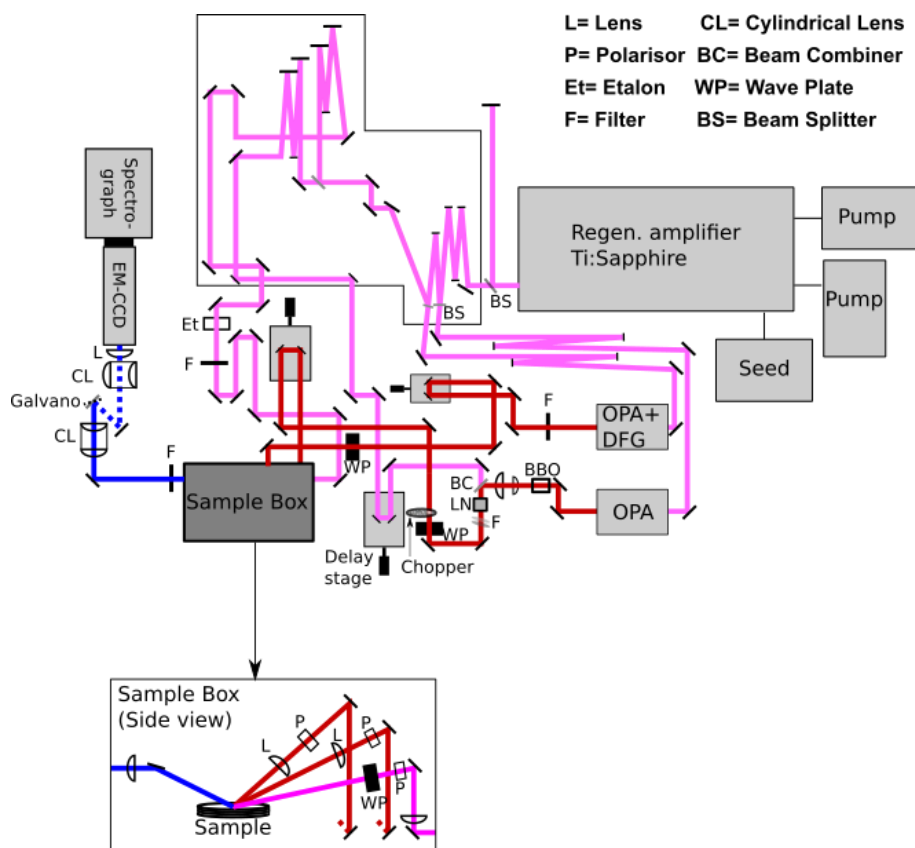 L= Lens CL= Cylindrical Lens
P= Polarisor BC= Beam Combiner
Et= Etalon WP= Wave Plate
F= Filter BS= Beam Splitter
Spectro-
graph
EM-CCD
L
CL
Galvano
CL
F
Et
F
Sample Box
WP
Delay
stage
Chopper
WP
F
LN
BC
BBO
F
OPA+
DFG
OPA
BS
BS
Regen. amplifier
Ti:Sapphire
Pump
Pump
Seed
Sample Box
(Side view)
L
P
L
P
WP
P
Sample